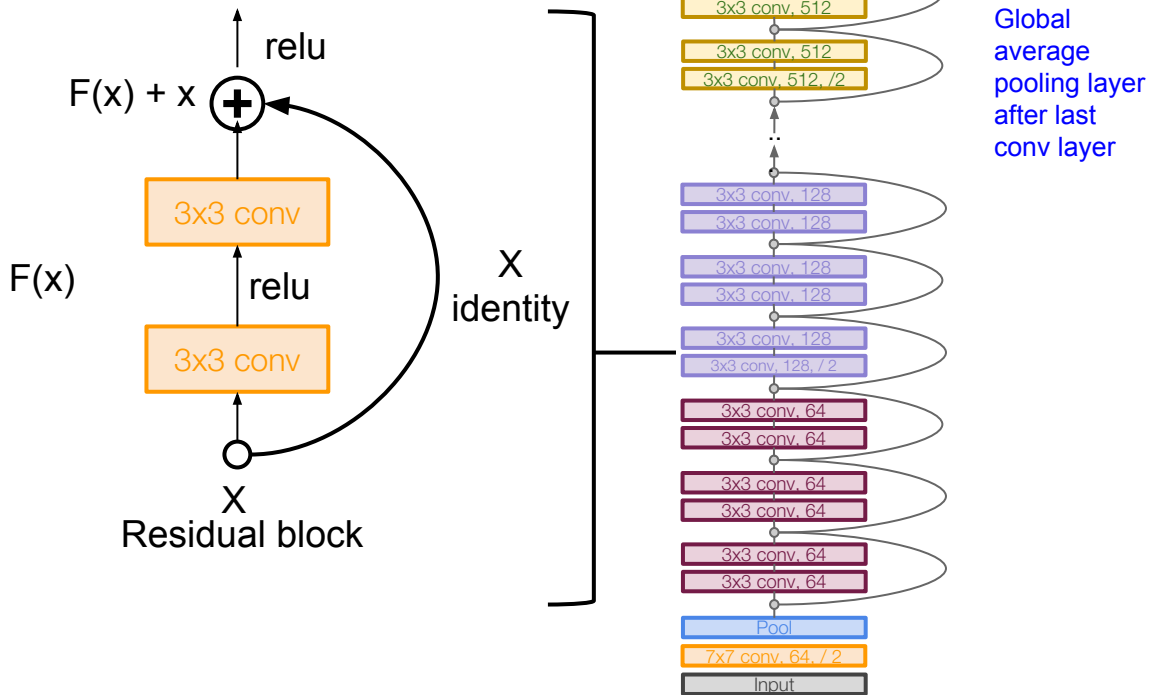 relu
F(x) + x
3x3 conv
F(x)
relu
X
identity
3x3 conv
X
Residual block
3x3 conv, 512
3x3 conv, 512
3x3 conv, 512, /2
..
3x3 conv, 128
3x3 conv, 128
3x3 conv, 128
3x3 conv, 128
3x3 conv, 128
3x3 conv, 128, / 2
3x3 conv, 64
3x3 conv, 64
3x3 conv, 64
3x3 conv, 64
3x3 conv, 64
3x3 conv, 64
Pool
7x7 conv, 64, / 2
Input
Global
average
pooling layer
after last
conv layer